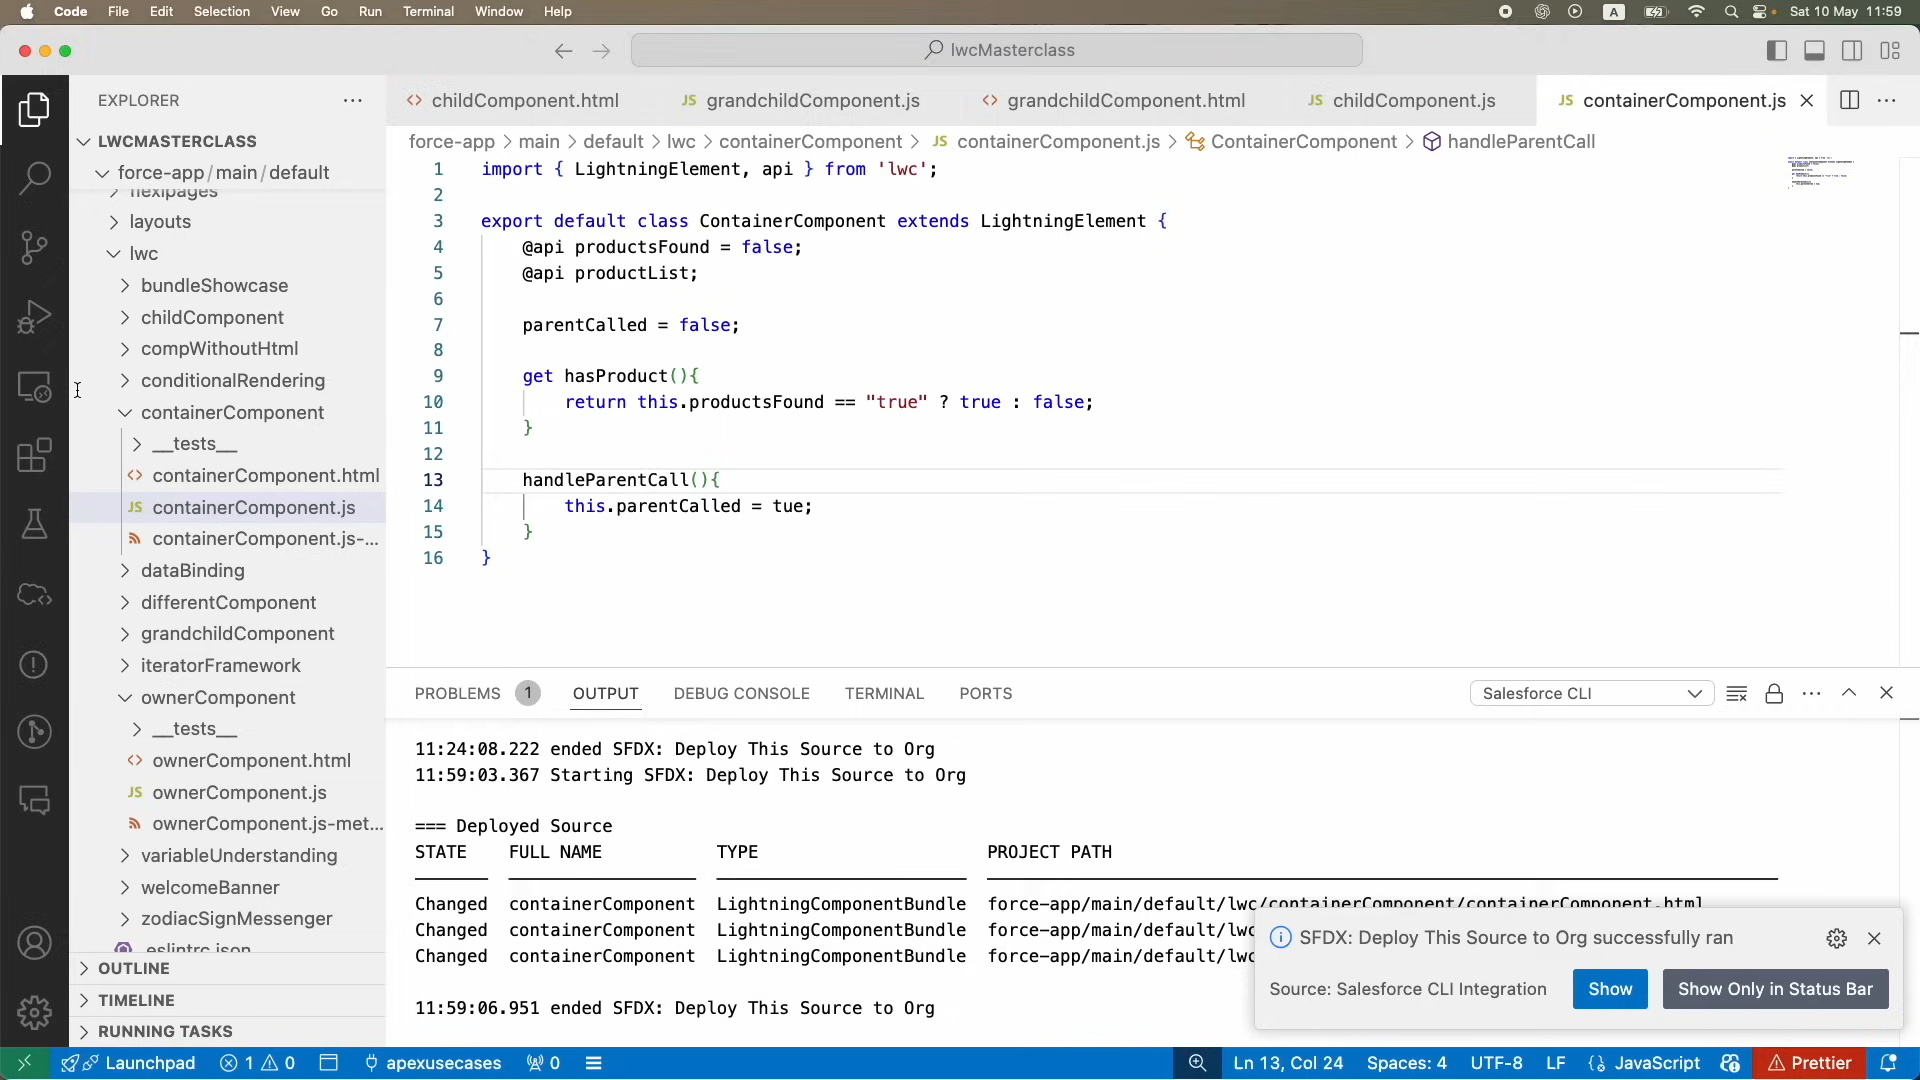 Code File Edit Selection View Go Run Terminal Window Help A Sat 10 May 11:59
lwcMasterclass
EXPLORER
LWCMASTERCLASS
force-app/main/default
flexipages
layouts
lwc
bundleShowcase
childComponent
compWithoutHtml
conditionalRendering
containerComponent
__tests__
containerComponent.html
JS containerComponent.js
containerComponent.js-...
dataBinding
differentComponent
grandchildComponent
iteratorFramework
ownerComponent
__tests__
ownerComponent.html
JS ownerComponent.js
ownerComponent.js-met...
variableUnderstanding
welcomeBanner
zodiacSignMessenger
.eslintrc.json
OUTLINE
TIMELINE
RUNNING TASKS
childComponent.html JS grandchildComponent.js grandchildComponent.html JS childComponent.js JS containerComponent.js
force-app > main > default > lwc > containerComponent > JS containerComponent.js > ContainerComponent > handleParentCall
1 import { LightningElement, api } from 'lwc';
2
3 export default class ContainerComponent extends LightningElement {
4 @api productsFound = false;
5 @api productList;
6
7 parentCalled = false;
8
9 get hasProduct(){
10 return this.productsFound == "true" ? true : false;
11 }
12
13 handleParentCall(){
14 this.parentCalled = tue;
15 }
16 }
PROBLEMS 1 OUTPUT DEBUG CONSOLE TERMINAL PORTS Salesforce CLI
11:24:08.222 ended SFDX: Deploy This Source to Org
11:59:03.367 Starting SFDX: Deploy This Source to Org
=== Deployed Source
STATE FULL NAME TYPE PROJECT PATH
Changed containerComponent LightningComponentBundle force-app/main/default/lwc/containerComponent/containerComponent.html
Changed containerComponent LightningComponentBundle force-app/main/default/lwc
Changed containerComponent LightningComponentBundle force-app/main/default/lwc
11:59:06.951 ended SFDX: Deploy This Source to Org
SFDX: Deploy This Source to Org successfully ran
Source: Salesforce CLI Integration Show Show Only in Status Bar
Launchpad 1 0 apexusecases 0 Ln 13, Col 24 Spaces: 4 UTF-8 LF {} JavaScript Prettier